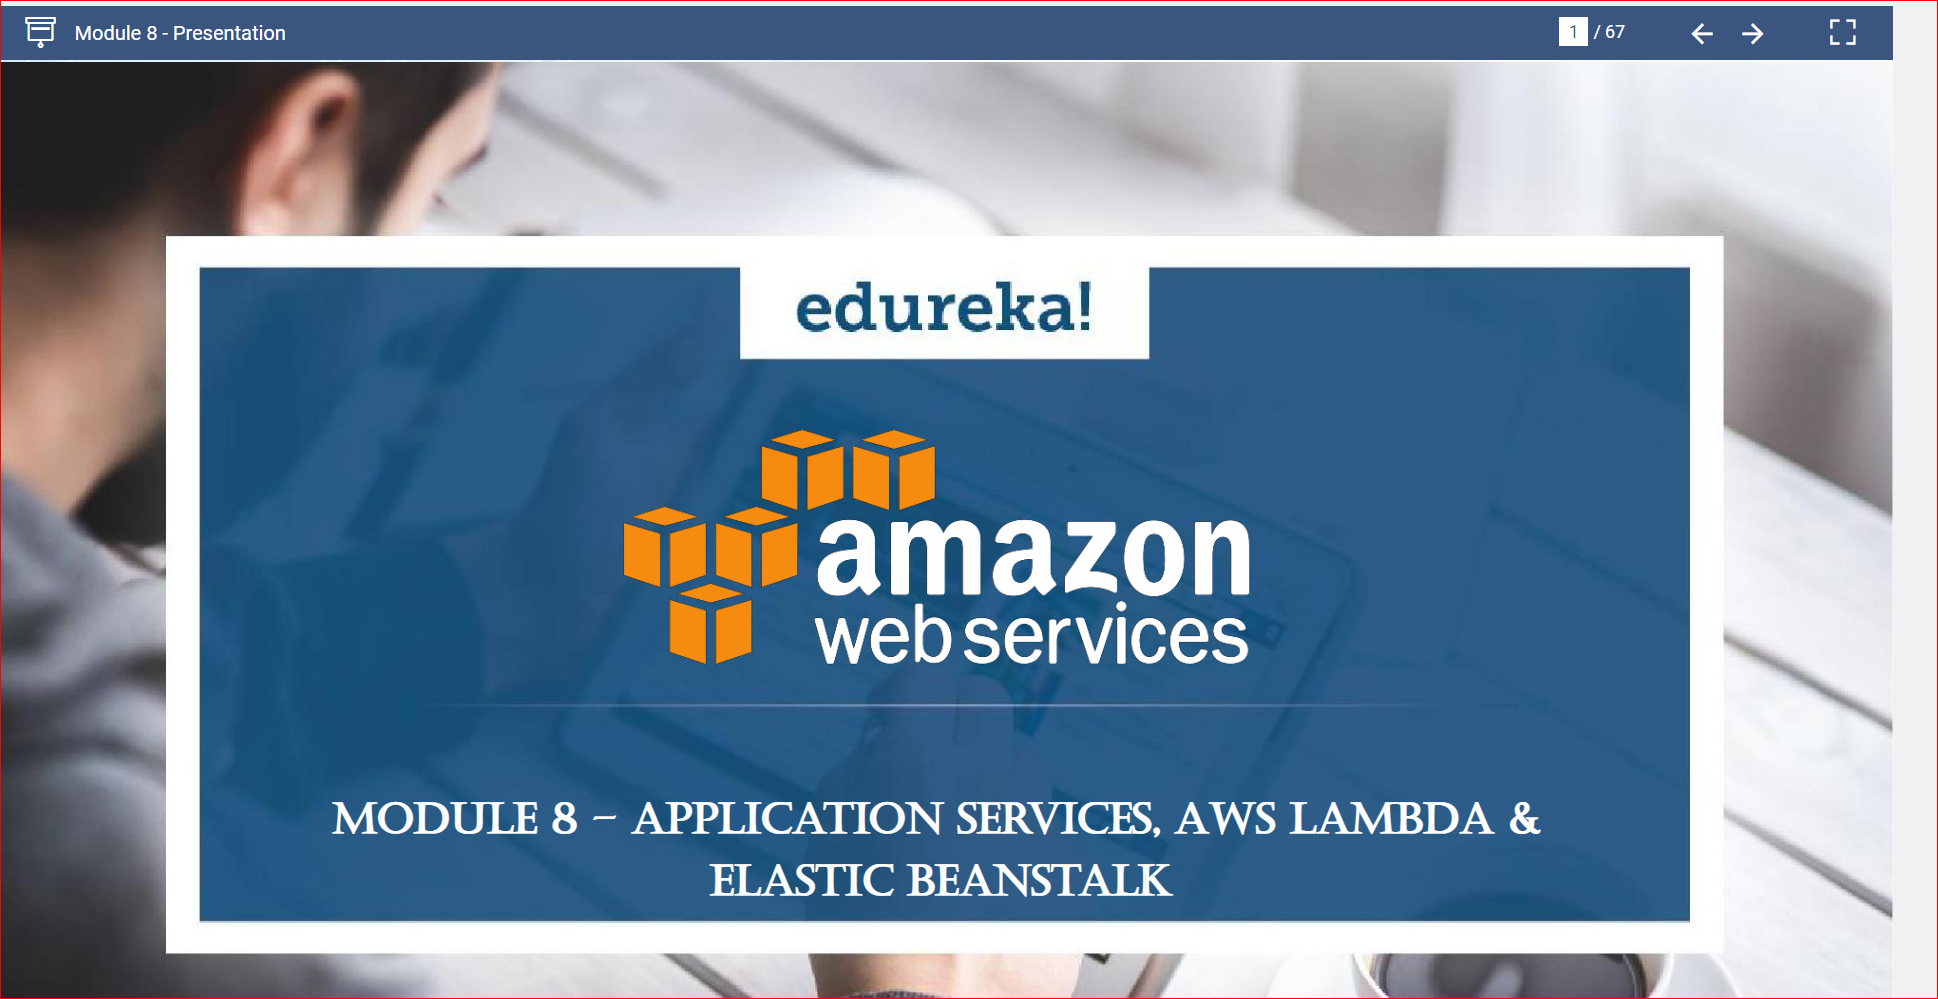 Module 8 - Presentation
1 / 67
edureka!
amazon
web services
MODULE 8 – APPLICATION SERVICES, AWS LAMBDA &
ELASTIC BEANSTALK